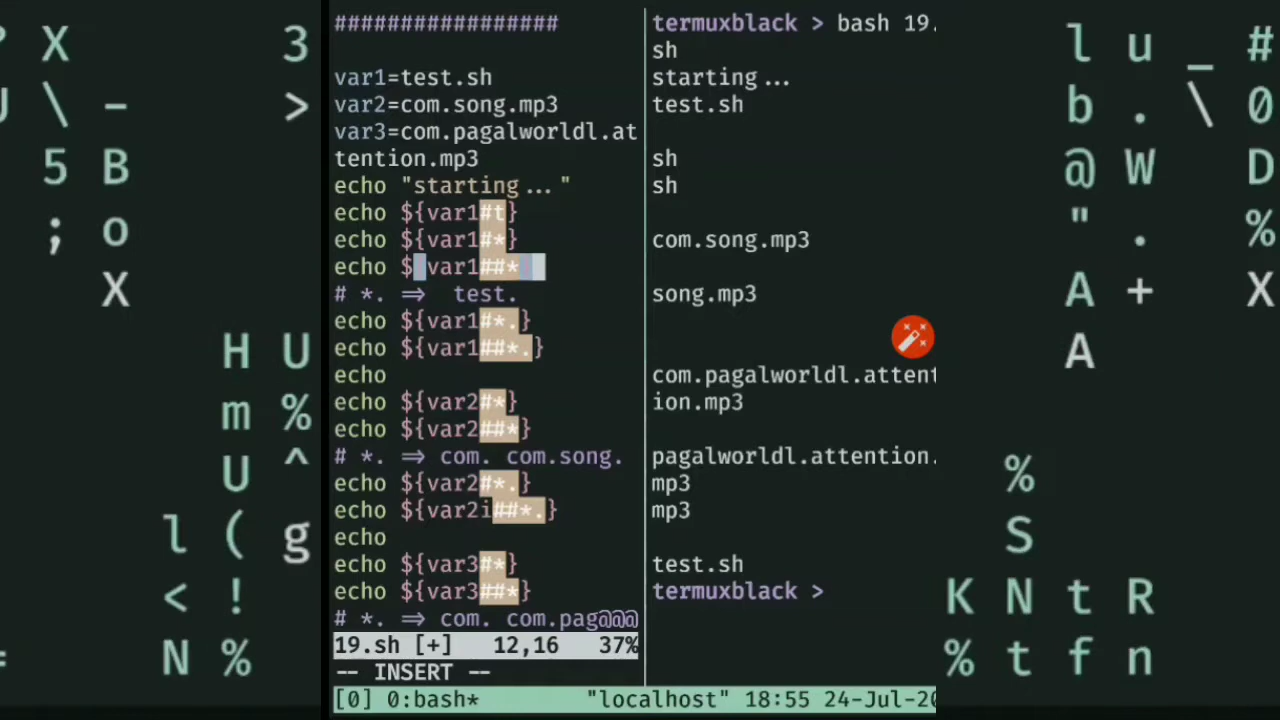 ################
var1=test.sh
var2=com.song.mp3
var3=com.pagalworldl.at
tention.mp3
echo "starting..."
echo ${var1#t}
echo ${var1#*}
echo ${var1##*}
# *. => test.
echo ${var1#*.}
echo ${var1##*.}
echo
echo ${var2#*}
echo ${var2##*}
# *. => com. com.song.
echo ${var2#*.}
echo ${var2i##*.}
echo
echo ${var3#*}
echo ${var3##*}
# *. => com. com.pag@@@
19.sh [+] 12,16 37%
-- INSERT --
termuxblack > bash 19.
sh
starting...
test.sh
sh
sh
com.song.mp3
song.mp3
com.pagalworldl.attent
ion.mp3
pagalworldl.attention.
mp3
mp3
test.sh
termuxblack >
[0] 0:bash* "localhost" 18:55 24-Jul-20
X 3
\ - >
5 B
; o
X
H U
m %
U ^
l ( g
< !
N %
l u _ #
b . \ 0
@ W D
" . %
A + X
A
%
S
K N t R
% t f n